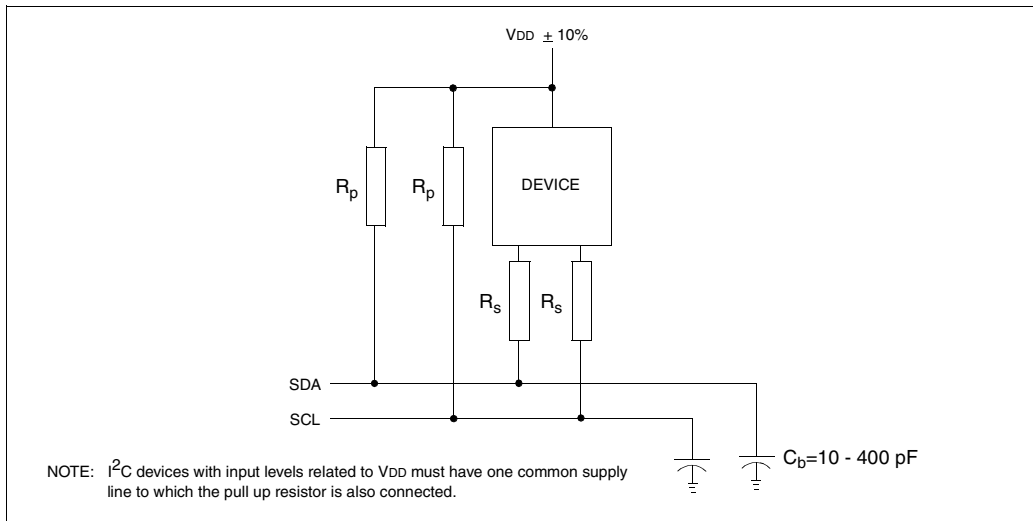 VDD ± 10%
Rp
Rp
DEVICE
Rs
Rs
SDA
SCL
Cb=10 - 400 pF
NOTE: I2C devices with input levels related to VDD must have one common supply
line to which the pull up resistor is also connected.